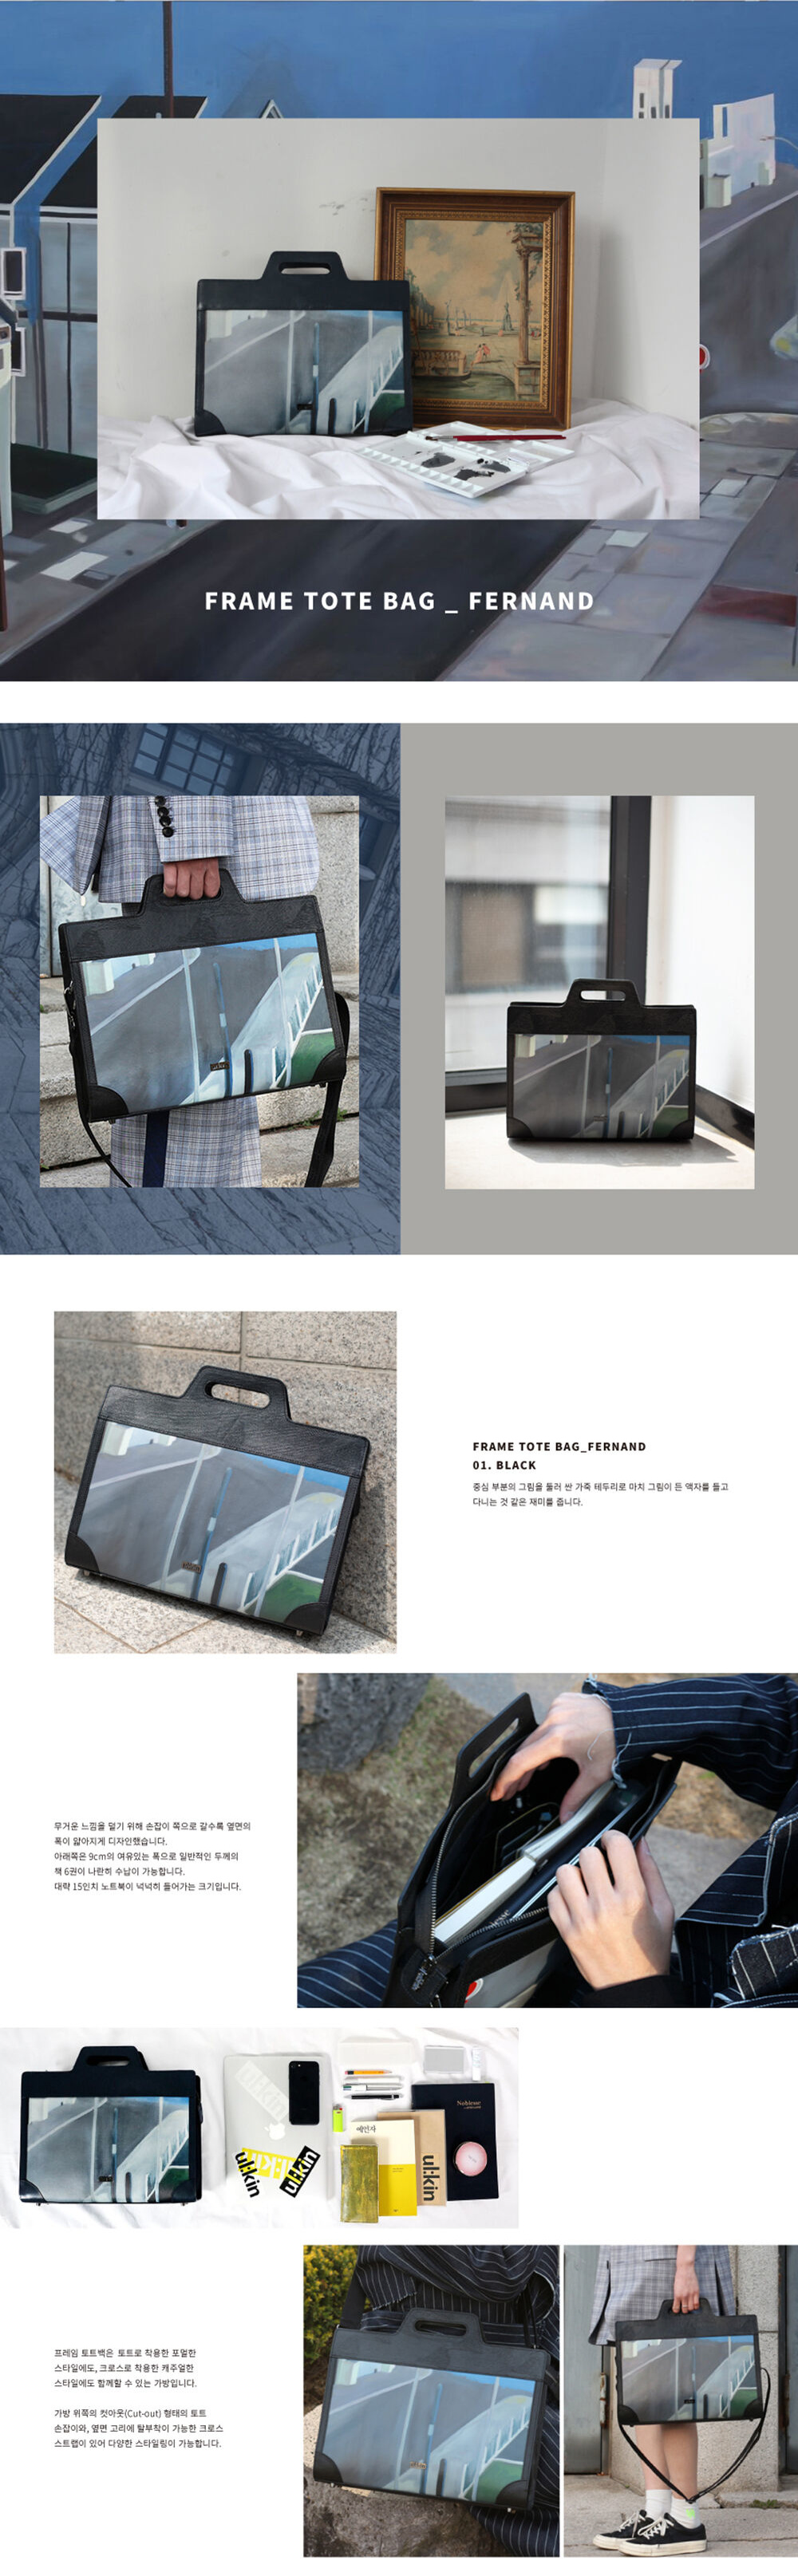 FRAME TOTE BAG _ FERNAND
FRAME TOTE BAG_FERNAND
01. BLACK
중심 부분의 그림을 둘러 싼 가죽 테두리로 마치 그림이 든 액자를 들고
다니는 것 같은 재미를 줍니다.
무거운 느낌을 덜기 위해 손잡이 쪽으로 갈수록 옆면의
폭이 얇아지게 디자인했습니다.
아래쪽은 9cm의 여유있는 폭으로 일반적인 두께의
책 6권이 나란히 수납이 가능합니다.
대략 15인치 노트북이 넉넉히 들어가는 크기입니다.
ul:kin
ul:kin
ul:kin
ul:kin
예언자
ul:kin
Noblesse
프레임 토트백은 토트로 착용한 포멀한
스타일에도, 크로스로 착용한 캐주얼한
스타일에도 함께할 수 있는 가방입니다.
가방 위쪽의 컷아웃(Cut-out) 형태의 토트
손잡이와, 옆면 고리에 탈부착이 가능한 크로스
스트랩이 있어 다양한 스타일링이 가능합니다.